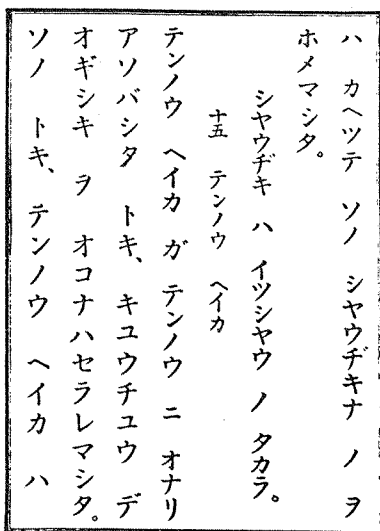 ハ カヘツテ ソノ シヤウヂキナ ノ ヲ
ホメマシタ。
シヤウヂキ ハ イツシヤウ ノ タカラ。
十五 テンノウ ヘイカ
テンノウ ヘイカ ガ テンノウ ニ オナリ
アソバシタ トキ、キユウチユウ デ
オギシキ ヲ オコナハセラレマシタ。
ソノ トキ、テンノウ ヘイカ ハ